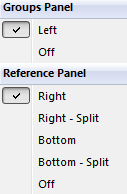 Groups Panel
Left
Off
Reference Panel
Right
Right - Split
Bottom
Bottom - Split
Off